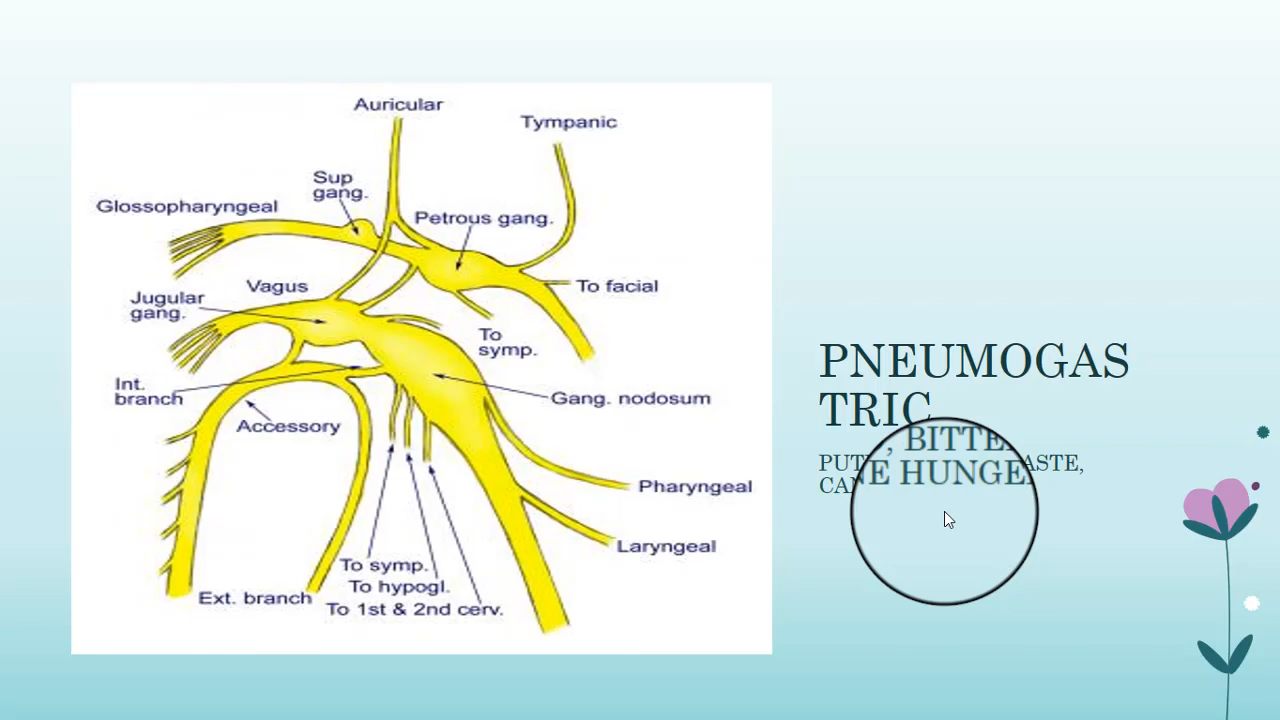 Auricular
Tympanic
Sup
gang.
Glossopharyngeal
Petrous gang.
Vagus
To facial
Jugular
gang.
To
symp.
Int.
branch
Gang. nodosum
Accessory
Pharyngeal
Laryngeal
To symp.
To hypogl.
Ext. branch
To 1st & 2nd cerv.
PNEUMOGAS
TRIC